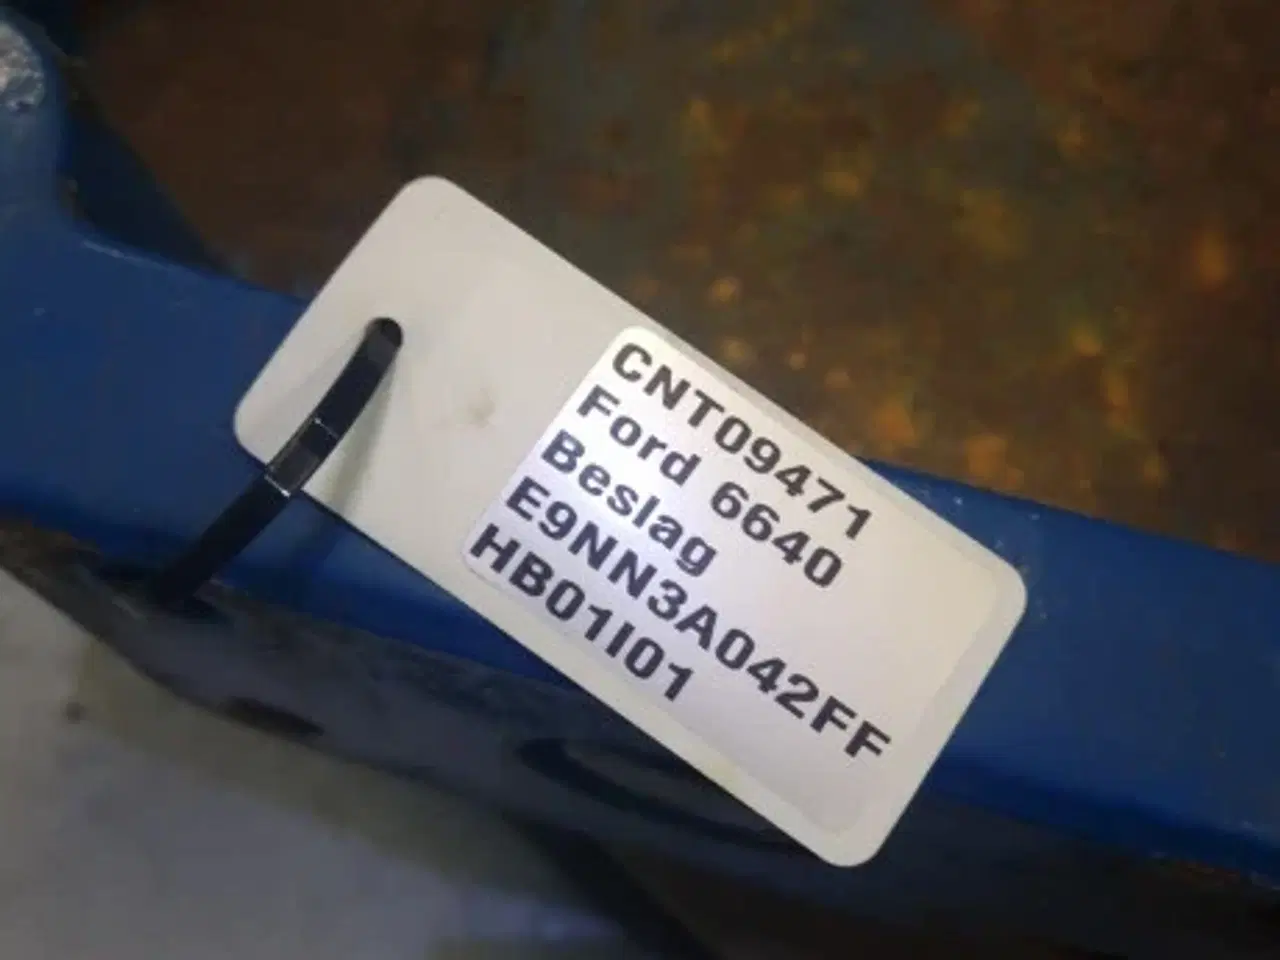 CNT09471
Ford 6640
Beslag
E9NN3A042FF
HB01I01